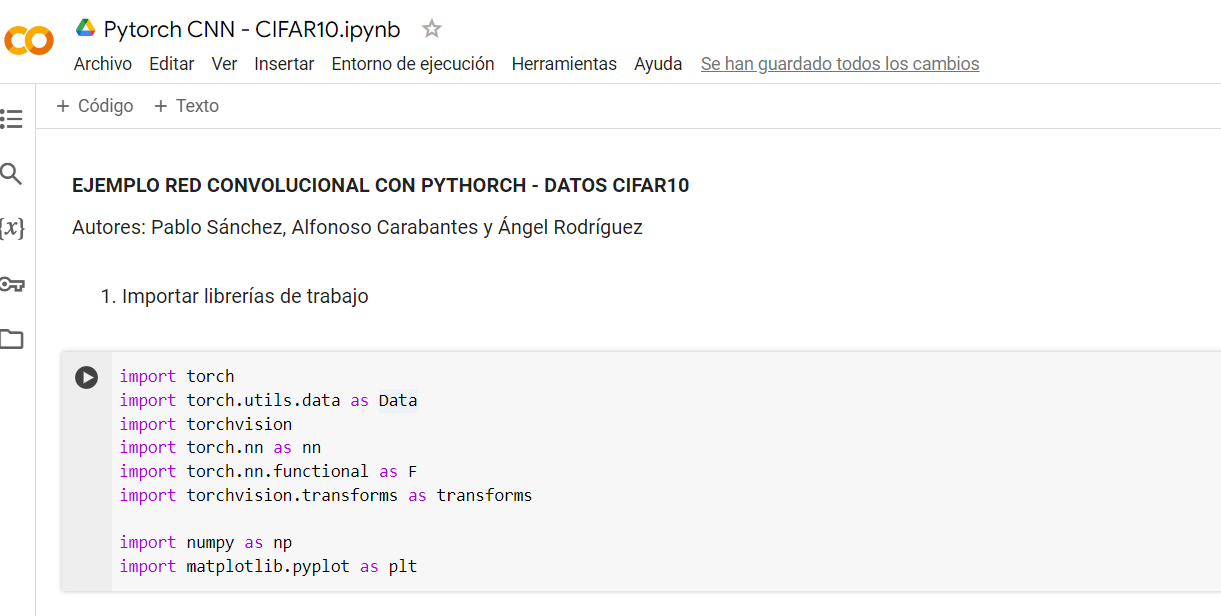 Pytorch CNN - CIFAR10.ipynb
Archivo Editar Ver Insertar Entorno de ejecución Herramientas Ayuda Se han guardado todos los cambios
+ Código + Texto
EJEMPLO RED CONVOLUCIONAL CON PYTHORCH - DATOS CIFAR10
Autores: Pablo Sánchez, Alfonoso Carabantes y Ángel Rodríguez
1. Importar librerías de trabajo
{x}
import torch
import torch.utils.data as Data
import torchvision
import torch.nn as nn
import torch.nn.functional as F
import torchvision.transforms as transforms
import numpy as np
import matplotlib.pyplot as plt